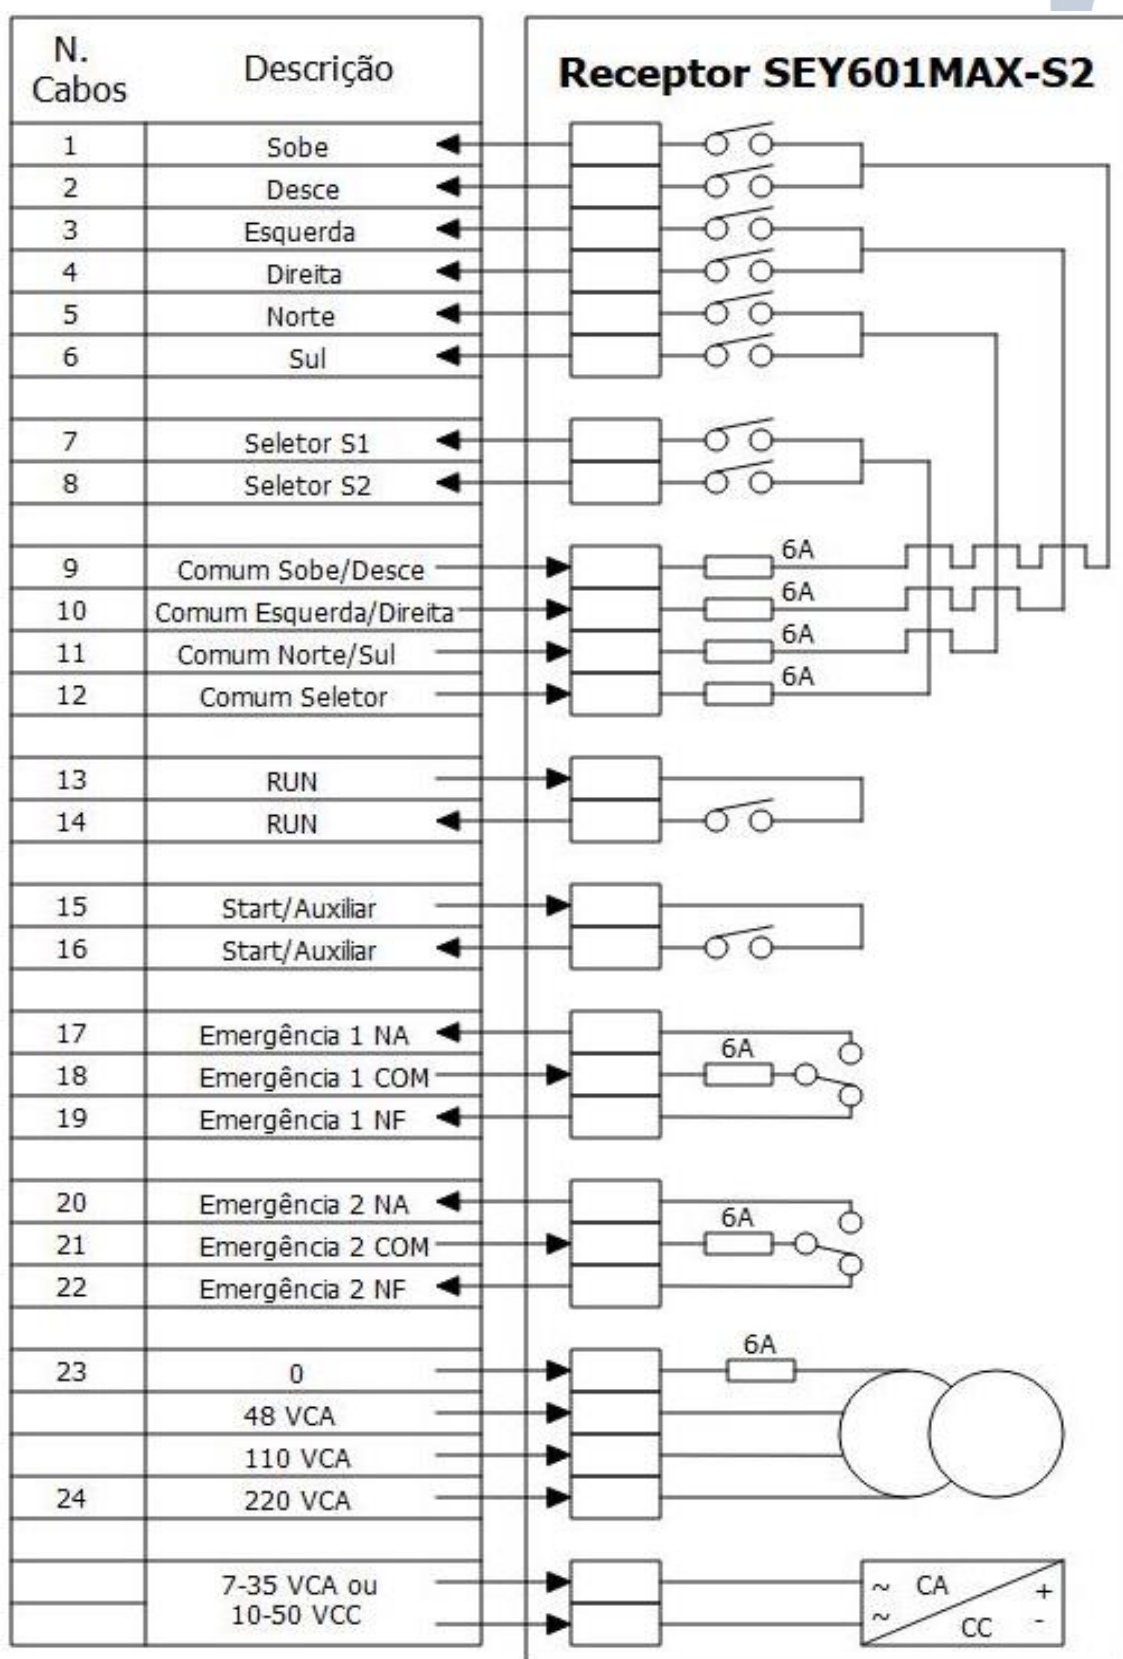 N. Cabos
Descrição
Receptor SEY601MAX-S2
1 Sobe
2 Desce
3 Esquerda
4 Direita
5 Norte
6 Sul
7 Seletor S1
8 Seletor S2
9 Comum Sobe/Desce 6A
10 Comum Esquerda/Direita 6A
11 Comum Norte/Sul 6A
12 Comum Seletor 6A
13 RUN
14 RUN
15 Start/Auxiliar
16 Start/Auxiliar
17 Emergência 1 NA
18 Emergência 1 COM 6A
19 Emergência 1 NF
20 Emergência 2 NA
21 Emergência 2 COM 6A
22 Emergência 2 NF
23 0 6A
48 VCA
110 VCA
24 220 VCA
7-35 VCA ou
10-50 VCC
~ CA +
~ CC -